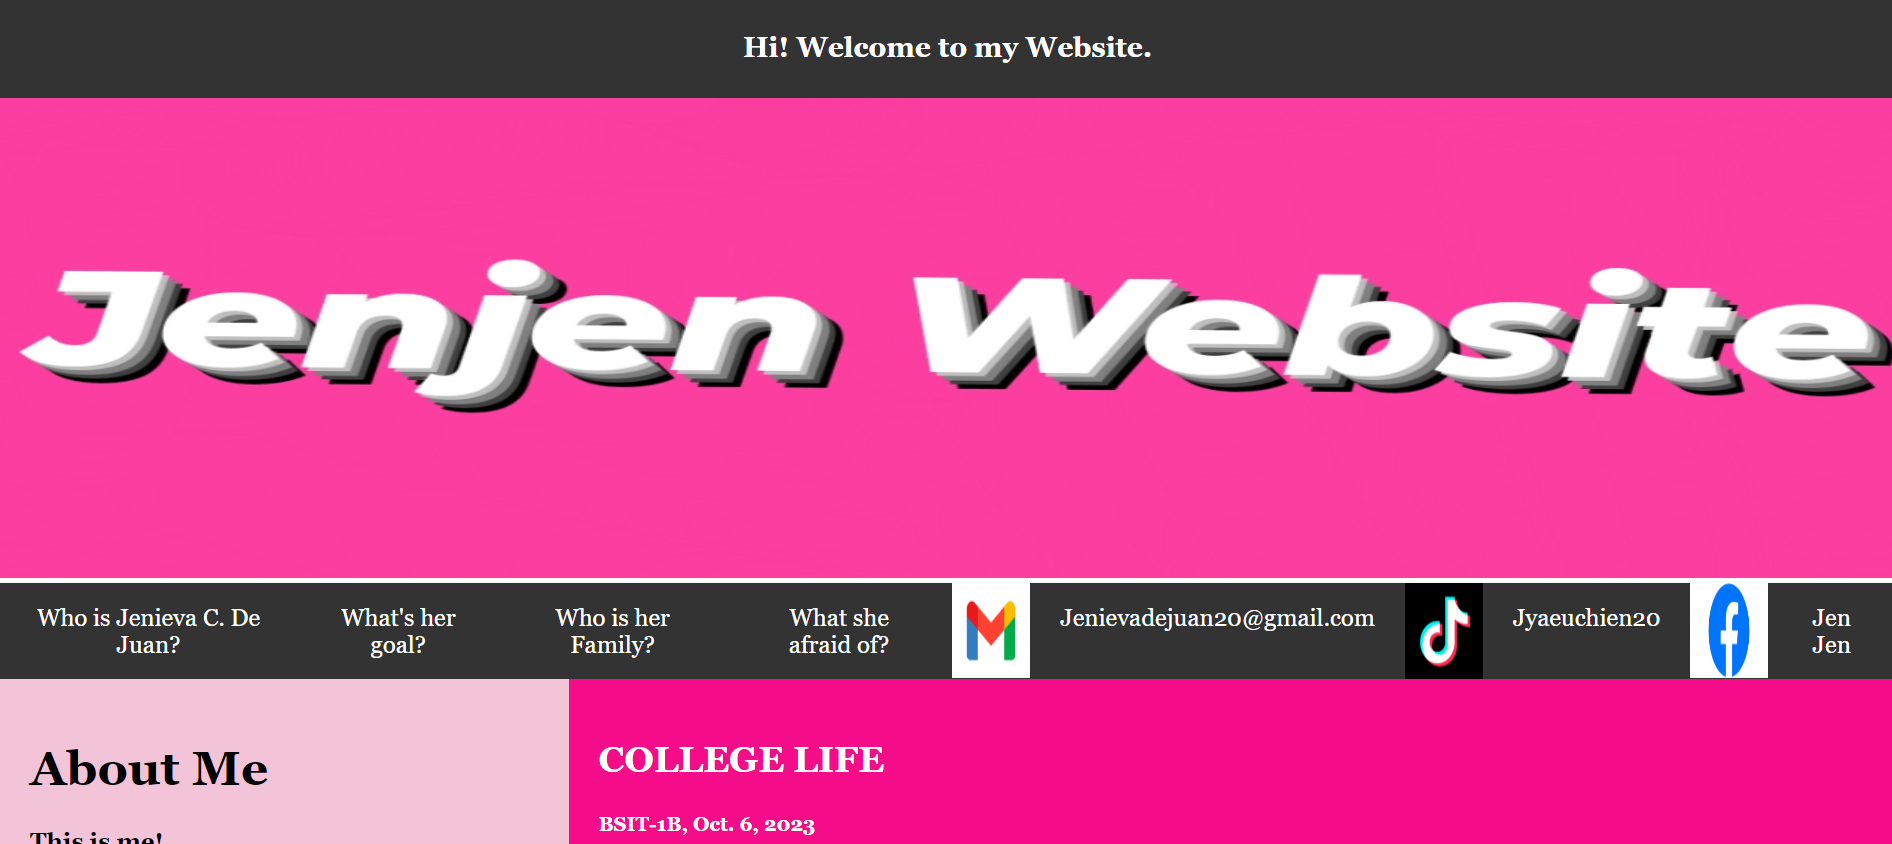 Hi! Welcome to my Website.
Jenjen Website
Who is Jenieva C. De
Juan?
What's her
goal?
Who is her
Family?
What she
afraid of?
Jenievadejuan20@gmail.com
Jyaeuchien20
Jen
Jen
About Me
This is me!
COLLEGE LIFE
BSIT-1B, Oct. 6, 2023